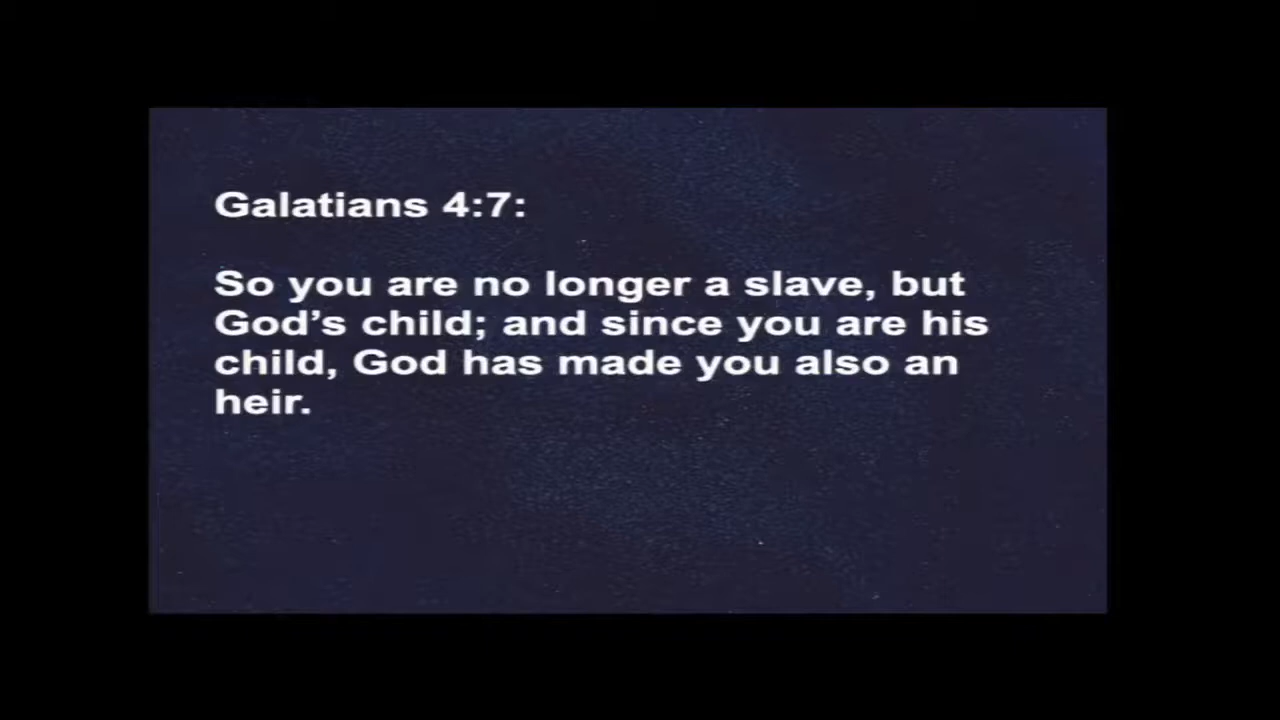 Galatians 4:7:
So you are no longer a slave, but
God’s child; and since you are his
child, God has made you also an
heir.